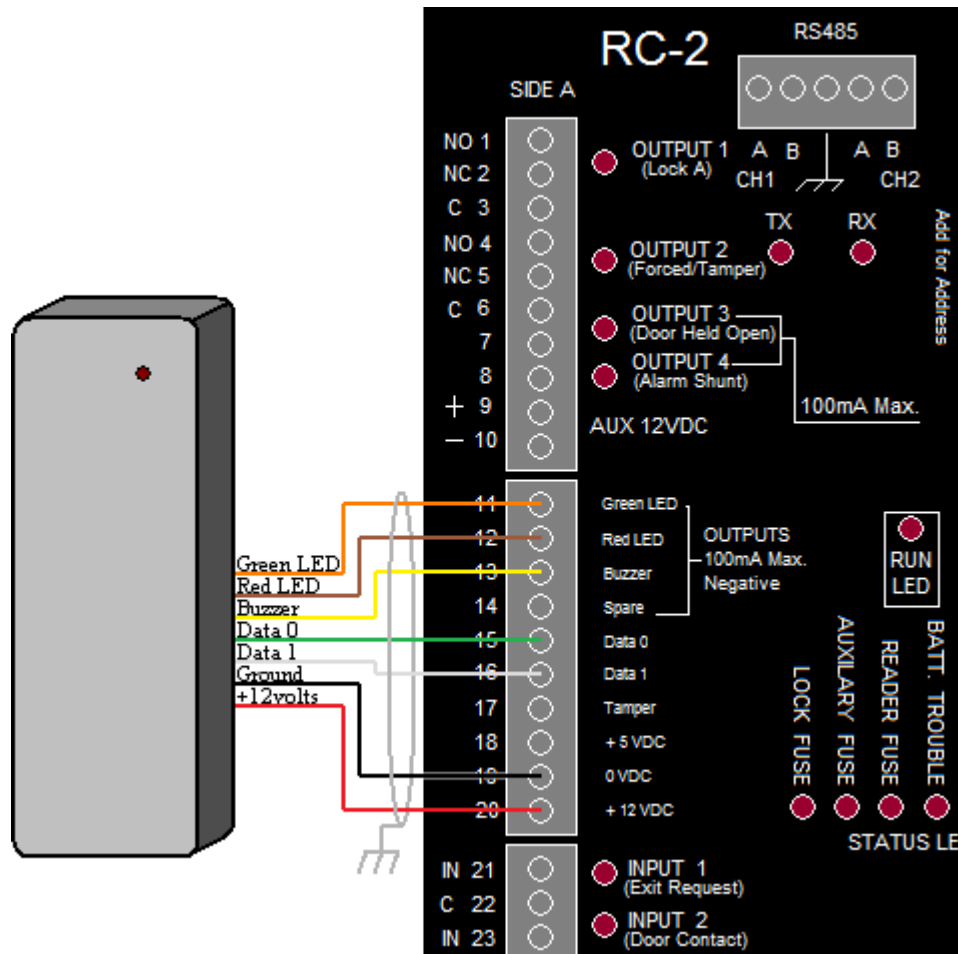 RC-2
RS485
SIDE A
NO 1
NC 2
C 3
NO 4
NC 5
C 6
7
8
+ 9
− 10
OUTPUT 1
(Lock A)
A B A B
CH1 CH2
TX RX
OUTPUT 2
(Forced/Tamper)
OUTPUT 3
(Door Held Open)
OUTPUT 4
(Alarm Shunt)
100mA Max.
AUX 12VDC
Add for Address
Green LED
Red LED
Buzzer
Data 0
Data 1
Ground
+12volts
11 Green LED
12 Red LED
13 Buzzer
14 Spare
15 Data 0
16 Data 1
17 Tamper
18 + 5 VDC
19 0 VDC
20 + 12 VDC
OUTPUTS
100mA Max.
Negative
RUN
LED
LOCK FUSE
AUXILARY FUSE
READER FUSE
BATT. TROUBLE
STATUS LE
IN 21
C 22
IN 23
INPUT 1
(Exit Request)
INPUT 2
(Door Contact)